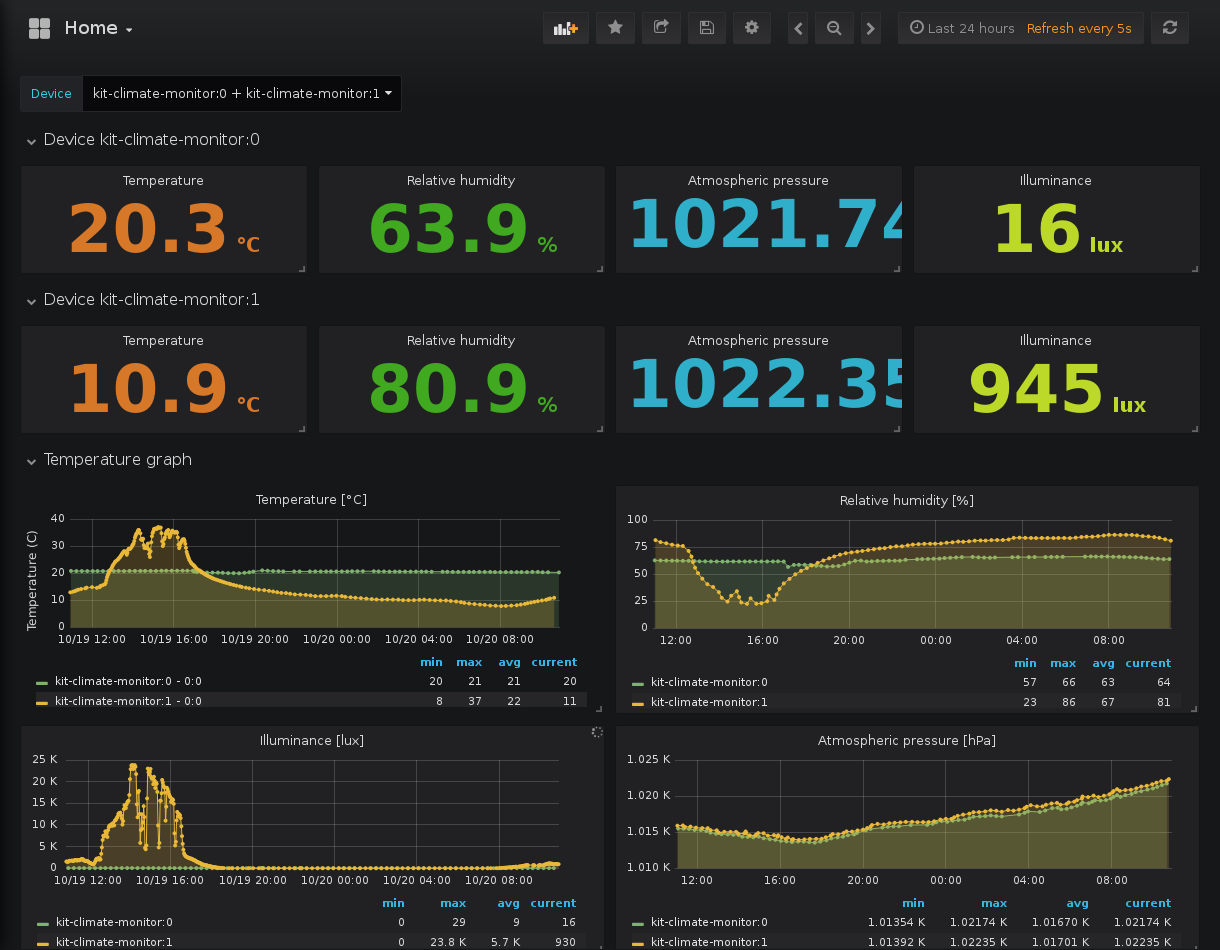 Home
Last 24 hours Refresh every 5s
Device kit-climate-monitor:0 + kit-climate-monitor:1
Device kit-climate-monitor:0
Temperature Relative humidity Atmospheric pressure Illuminance
20.3 °C 63.9 % 1021.74 16 lux
Device kit-climate-monitor:1
Temperature Relative humidity Atmospheric pressure Illuminance
10.9 °C 80.9 % 1022.35 945 lux
Temperature graph
Temperature [°C]
Temperature (C)
40
30
20
10
0
10/19 12:00 10/19 16:00 10/19 20:00 10/20 00:00 10/20 04:00 10/20 08:00
min max avg current
kit-climate-monitor:0 - 0:0 20 21 21 20
kit-climate-monitor:1 - 0:0 8 37 22 11
Relative humidity [%]
100
75
50
25
0
12:00 16:00 20:00 00:00 04:00 08:00
min max avg current
kit-climate-monitor:0 57 66 63 64
kit-climate-monitor:1 23 86 67 81
Illuminance [lux]
25 K
20 K
15 K
10 K
5 K
0
10/19 12:00 10/19 16:00 10/19 20:00 10/20 00:00 10/20 04:00 10/20 08:00
min max avg current
kit-climate-monitor:0 0 29 9 16
kit-climate-monitor:1 0 23.8 K 5.7 K 930
Atmospheric pressure [hPa]
1.025 K
1.020 K
1.015 K
1.010 K
12:00 16:00 20:00 00:00 04:00 08:00
min max avg current
kit-climate-monitor:0 1.01354 K 1.02174 K 1.01670 K 1.02174 K
kit-climate-monitor:1 1.01392 K 1.02235 K 1.01701 K 1.02235 K